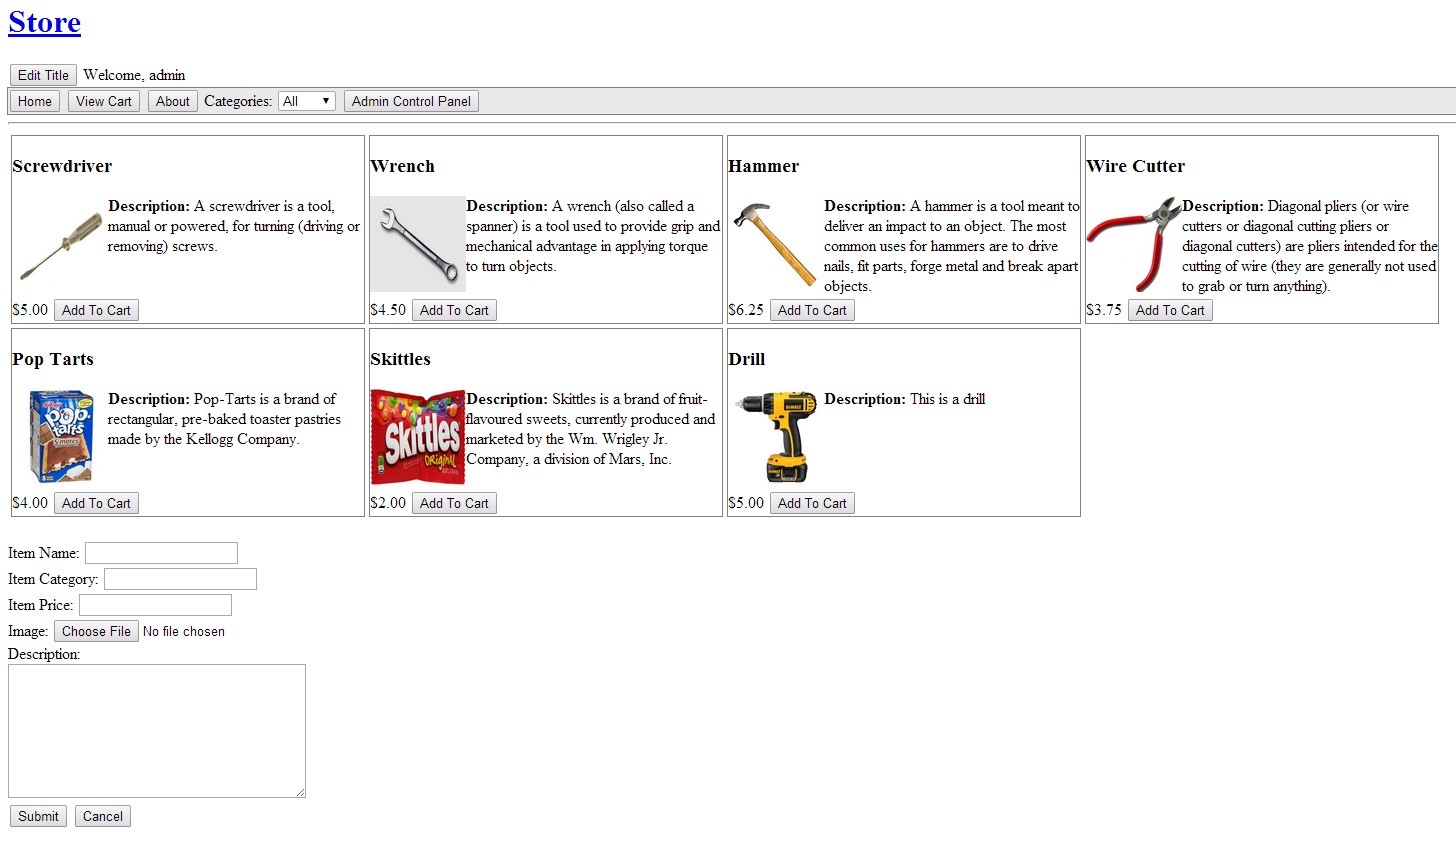 Store
Edit Title Welcome, admin
Home View Cart About Categories: All Admin Control Panel
Screwdriver
Description: A screwdriver is a tool,
manual or powered, for turning (driving or
removing) screws.
$5.00 Add To Cart
Wrench
Description: A wrench (also called a
spanner) is a tool used to provide grip and
mechanical advantage in applying torque
to turn objects.
$4.50 Add To Cart
Hammer
Description: A hammer is a tool meant to
deliver an impact to an object. The most
common uses for hammers are to drive
nails, fit parts, forge metal and break apart
objects.
$6.25 Add To Cart
Wire Cutter
Description: Diagonal pliers (or wire
cutters or diagonal cutting pliers or
diagonal cutters) are pliers intended for the
cutting of wire (they are generally not used
to grab or turn anything).
$3.75 Add To Cart
Pop Tarts
Pop·
tarts
S'mores
Description: Pop-Tarts is a brand of
rectangular, pre-baked toaster pastries
made by the Kellogg Company.
$4.00 Add To Cart
Skittles
Skittles
Original
Description: Skittles is a brand of fruit-
flavoured sweets, currently produced and
marketed by the Wm. Wrigley Jr.
Company, a division of Mars, Inc.
$2.00 Add To Cart
Drill
DEWALT
Description: This is a drill
$5.00 Add To Cart
Item Name:
Item Category:
Item Price:
Image: Choose File No file chosen
Description:
Submit Cancel